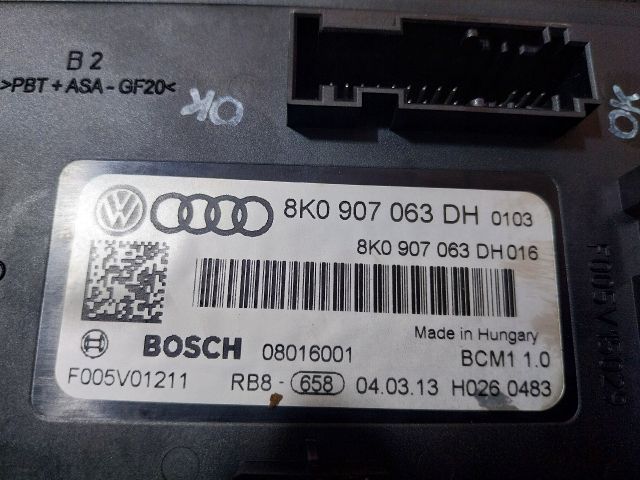 B 2
>PBT + ASA - GF20<
OK
OK
8K0 907 063 DH 0103
8K0 907 063 DH 016
BOSCH 08016001
Made in Hungary
BCM1 1.0
F005V01211 RB8 - 658 04.03.13 H026 0483